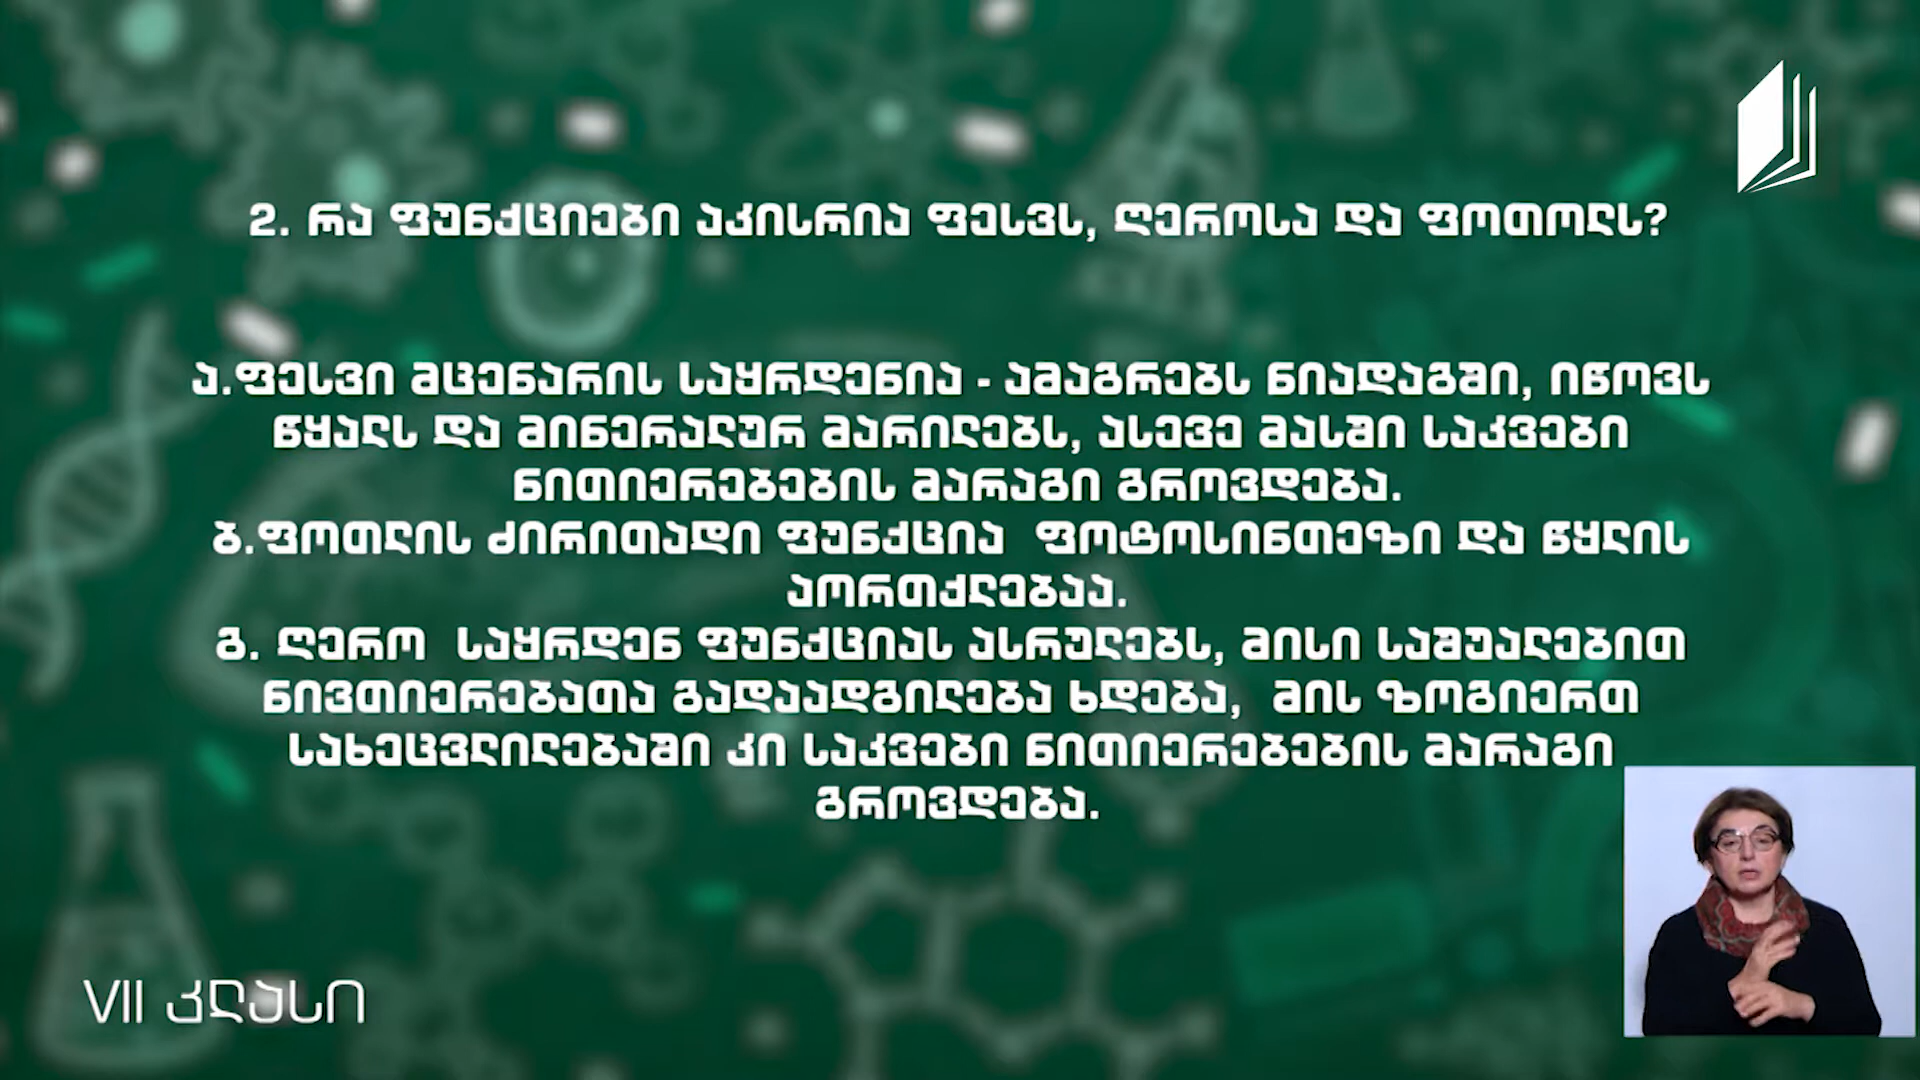 2. რა ფუნქციები აკისრია ფესვს, ღეროსა და ფოთოლს?
ა.ფესვი მცენარის საყრდენია - ამაგრებს ნიადაგში, იწოვს
წყალს და მინერალურ მარილებს, ასევე მასში საკვები
ნითიერებების მარაგი გროვდება.
ბ.ფოთლის ძირითადი ფუნქცია ფოტოსინთეზი და წყლის
აორთქლებაა.
გ. ღერო საყრდენ ფუნქციას ასრულებს, მისი საშუალებით
ნივთიერებათა გადაადგილება ხდება, მის ზოგიერთ
სახეცვლილებაში კი საკვები ნითიერებების მარაგი
გროვდება.
VII კლასი